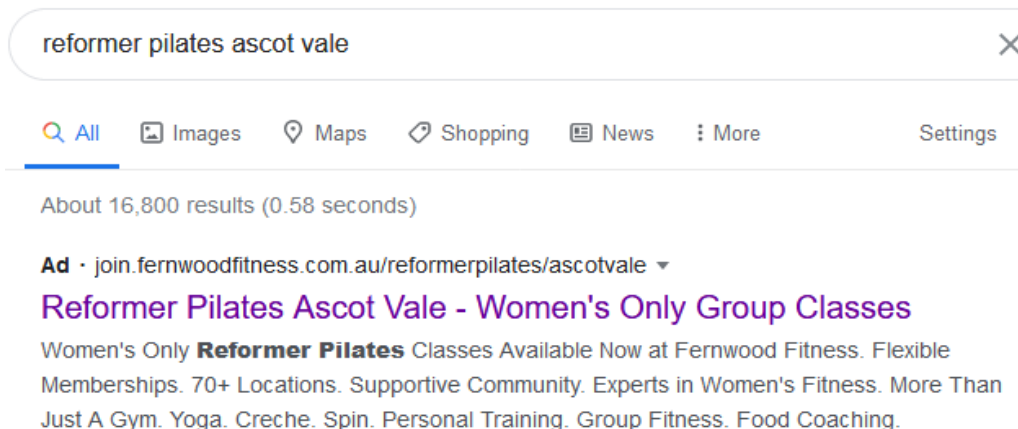 reformer pilates ascot vale
All Images Maps Shopping News More Settings
About 16,800 results (0.58 seconds)
Ad · join.fernwoodfitness.com.au/reformerpilates/ascotvale
Reformer Pilates Ascot Vale - Women's Only Group Classes
Women's Only Reformer Pilates Classes Available Now at Fernwood Fitness. Flexible
Memberships. 70+ Locations. Supportive Community. Experts in Women's Fitness. More Than
Just A Gym. Yoga. Creche. Spin. Personal Training. Group Fitness. Food Coaching.